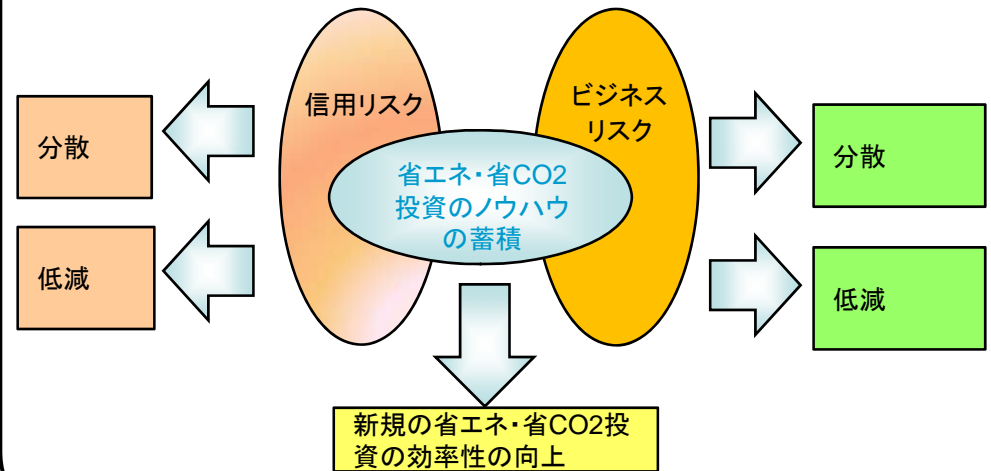 信用リスク
ビジネス
リスク
分散
分散
省エネ・省CO2
投資のノウハウ
の蓄積
低減
低減
新規の省エネ・省CO2投
資の効率性の向上